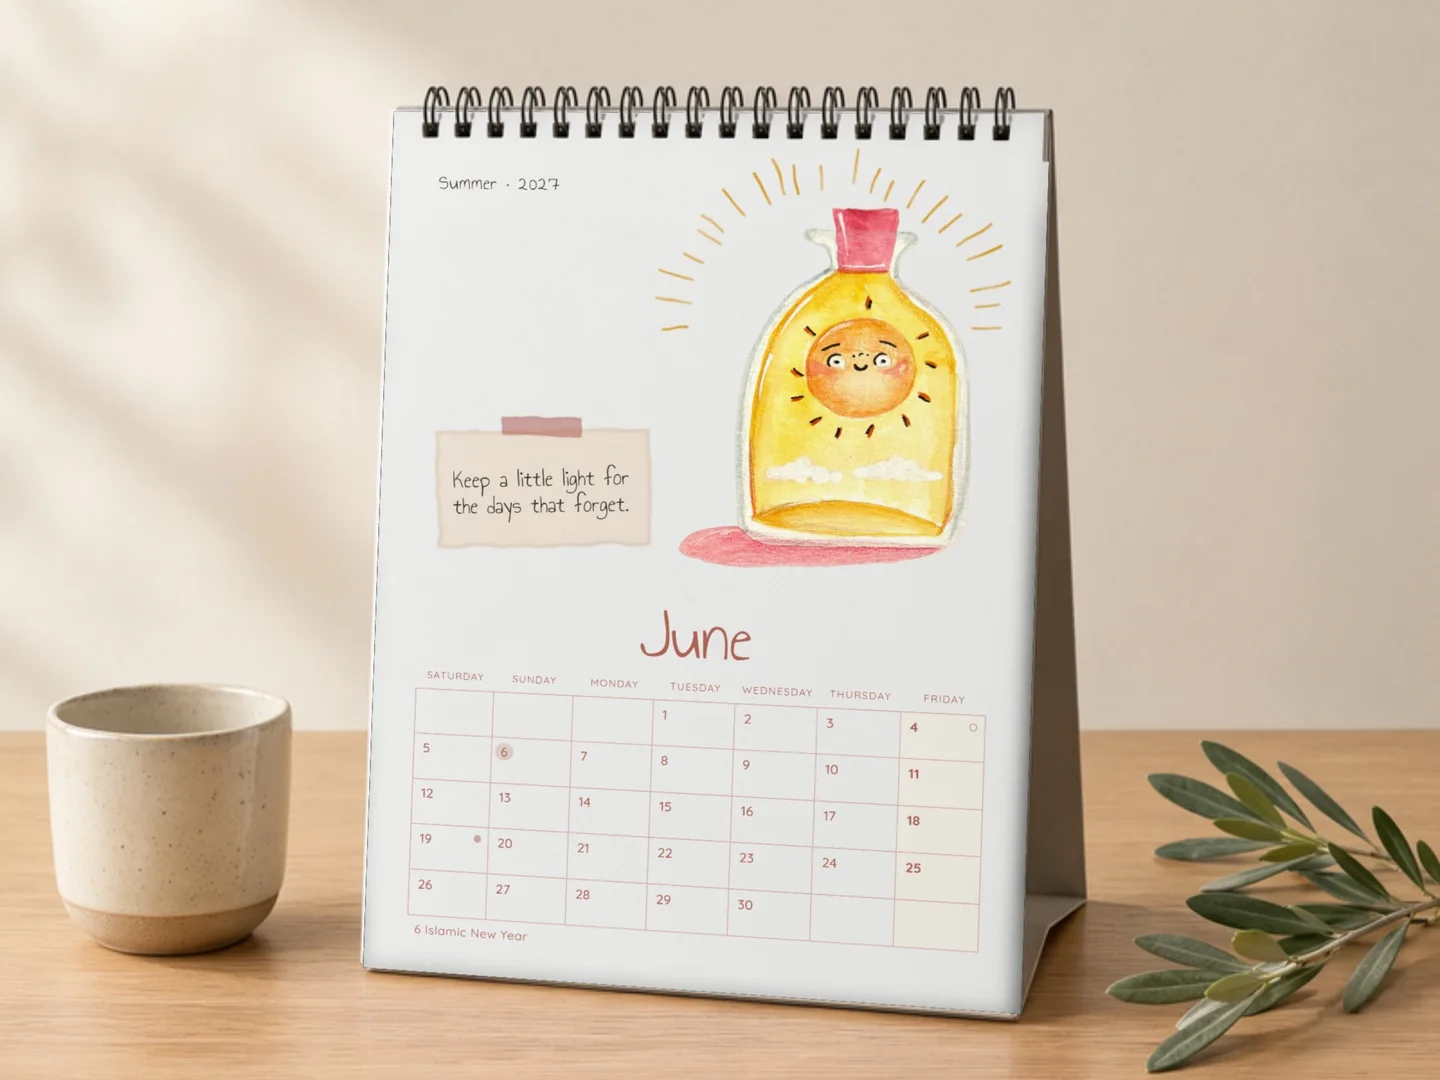 Summer · 2027
Keep a little light for
the days that forget.
June
SATURDAY SUNDAY MONDAY TUESDAY WEDNESDAY THURSDAY FRIDAY
1 2 3 4
5 6 7 8 9 10 11
12 13 14 15 16 17 18
19 20 21 22 23 24 25
26 27 28 29 30
6 Islamic New Year